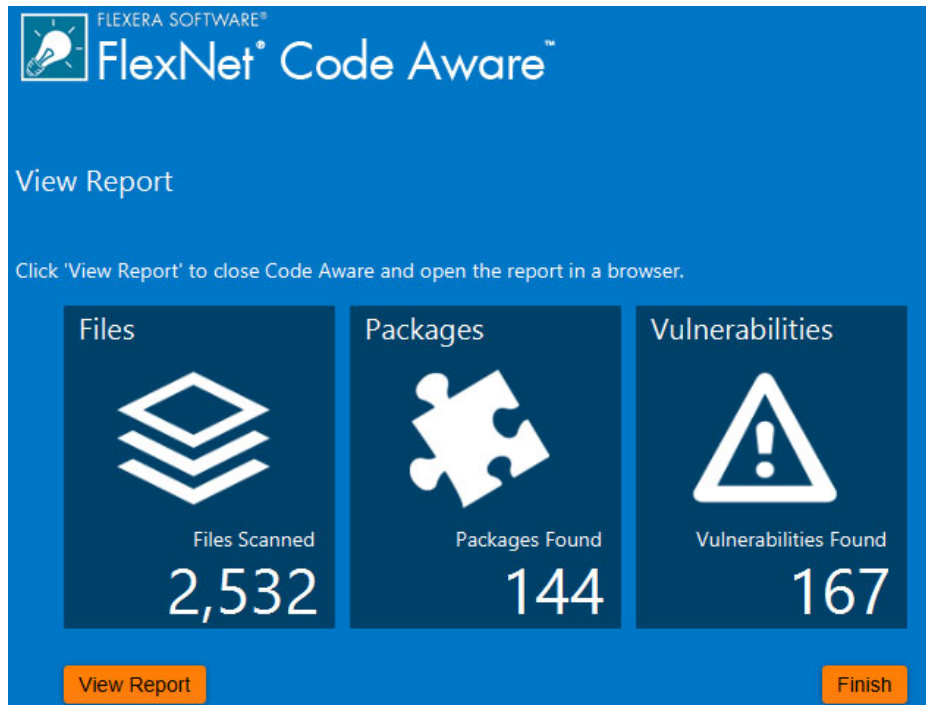 FLEXERA SOFTWARE®
FlexNet® Code Aware™
View Report
Click 'View Report' to close Code Aware and open the report in a browser.
Files
Files Scanned
2,532
Packages
Packages Found
144
Vulnerabilities
Vulnerabilities Found
167
View Report
Finish